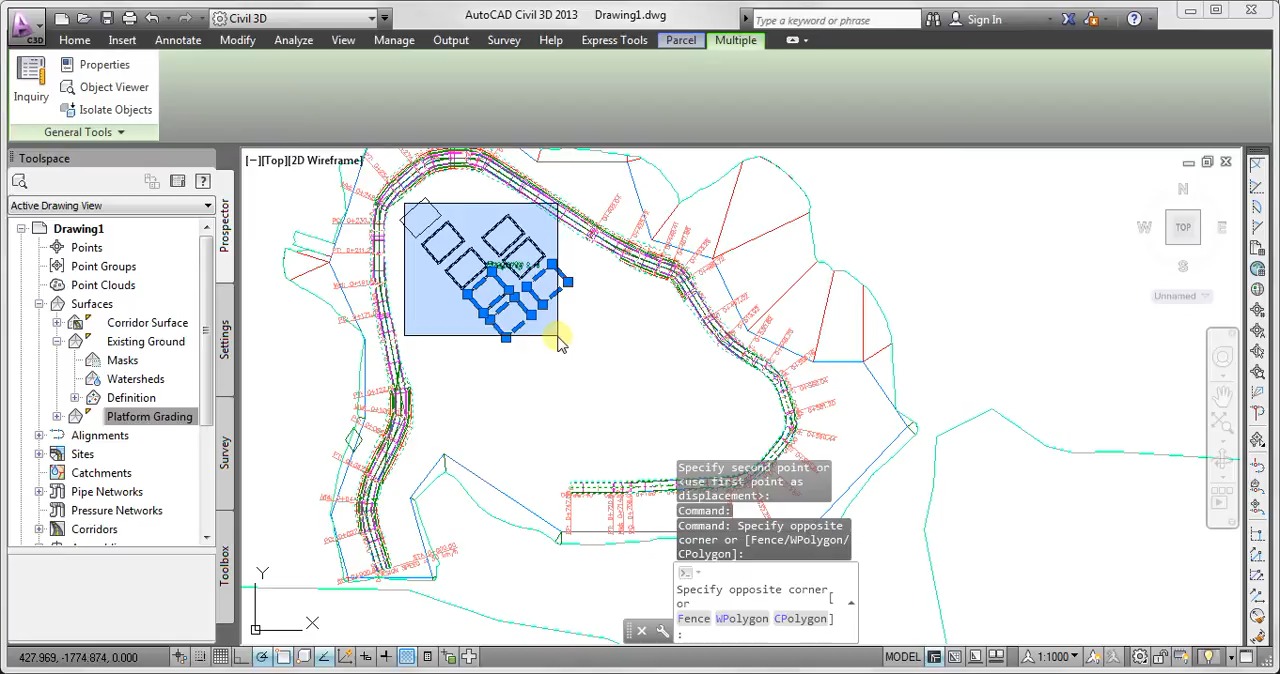 Civil 3D
AutoCAD Civil 3D 2013 Drawing1.dwg
Type a keyword or phrase
Sign In
C3D
Home Insert Annotate Modify Analyze View Manage Output Survey Help Express Tools Parcel Multiple
Inquiry
Properties
Object Viewer
Isolate Objects
General Tools
Toolspace
Active Drawing View
Drawing1
Points
Point Groups
Point Clouds
Surfaces
Corridor Surface
Existing Ground
Masks
Watersheds
Definition
Platform Grading
Alignments
Sites
Catchments
Pipe Networks
Pressure Networks
Corridors
Prospector
Settings
Survey
Toolbox
[−][Top][2D Wireframe]
N
W TOP E
S
Unnamed
Specify second point or
<use first point as
displacement>:
Command:
Command: Specify opposite
corner or [Fence/WPolygon/
CPolygon]:
Specify opposite corner
or [
Fence WPolygon CPolygon]
:
Y
X
427.969, -1774.874, 0.000
MODEL
1:1000